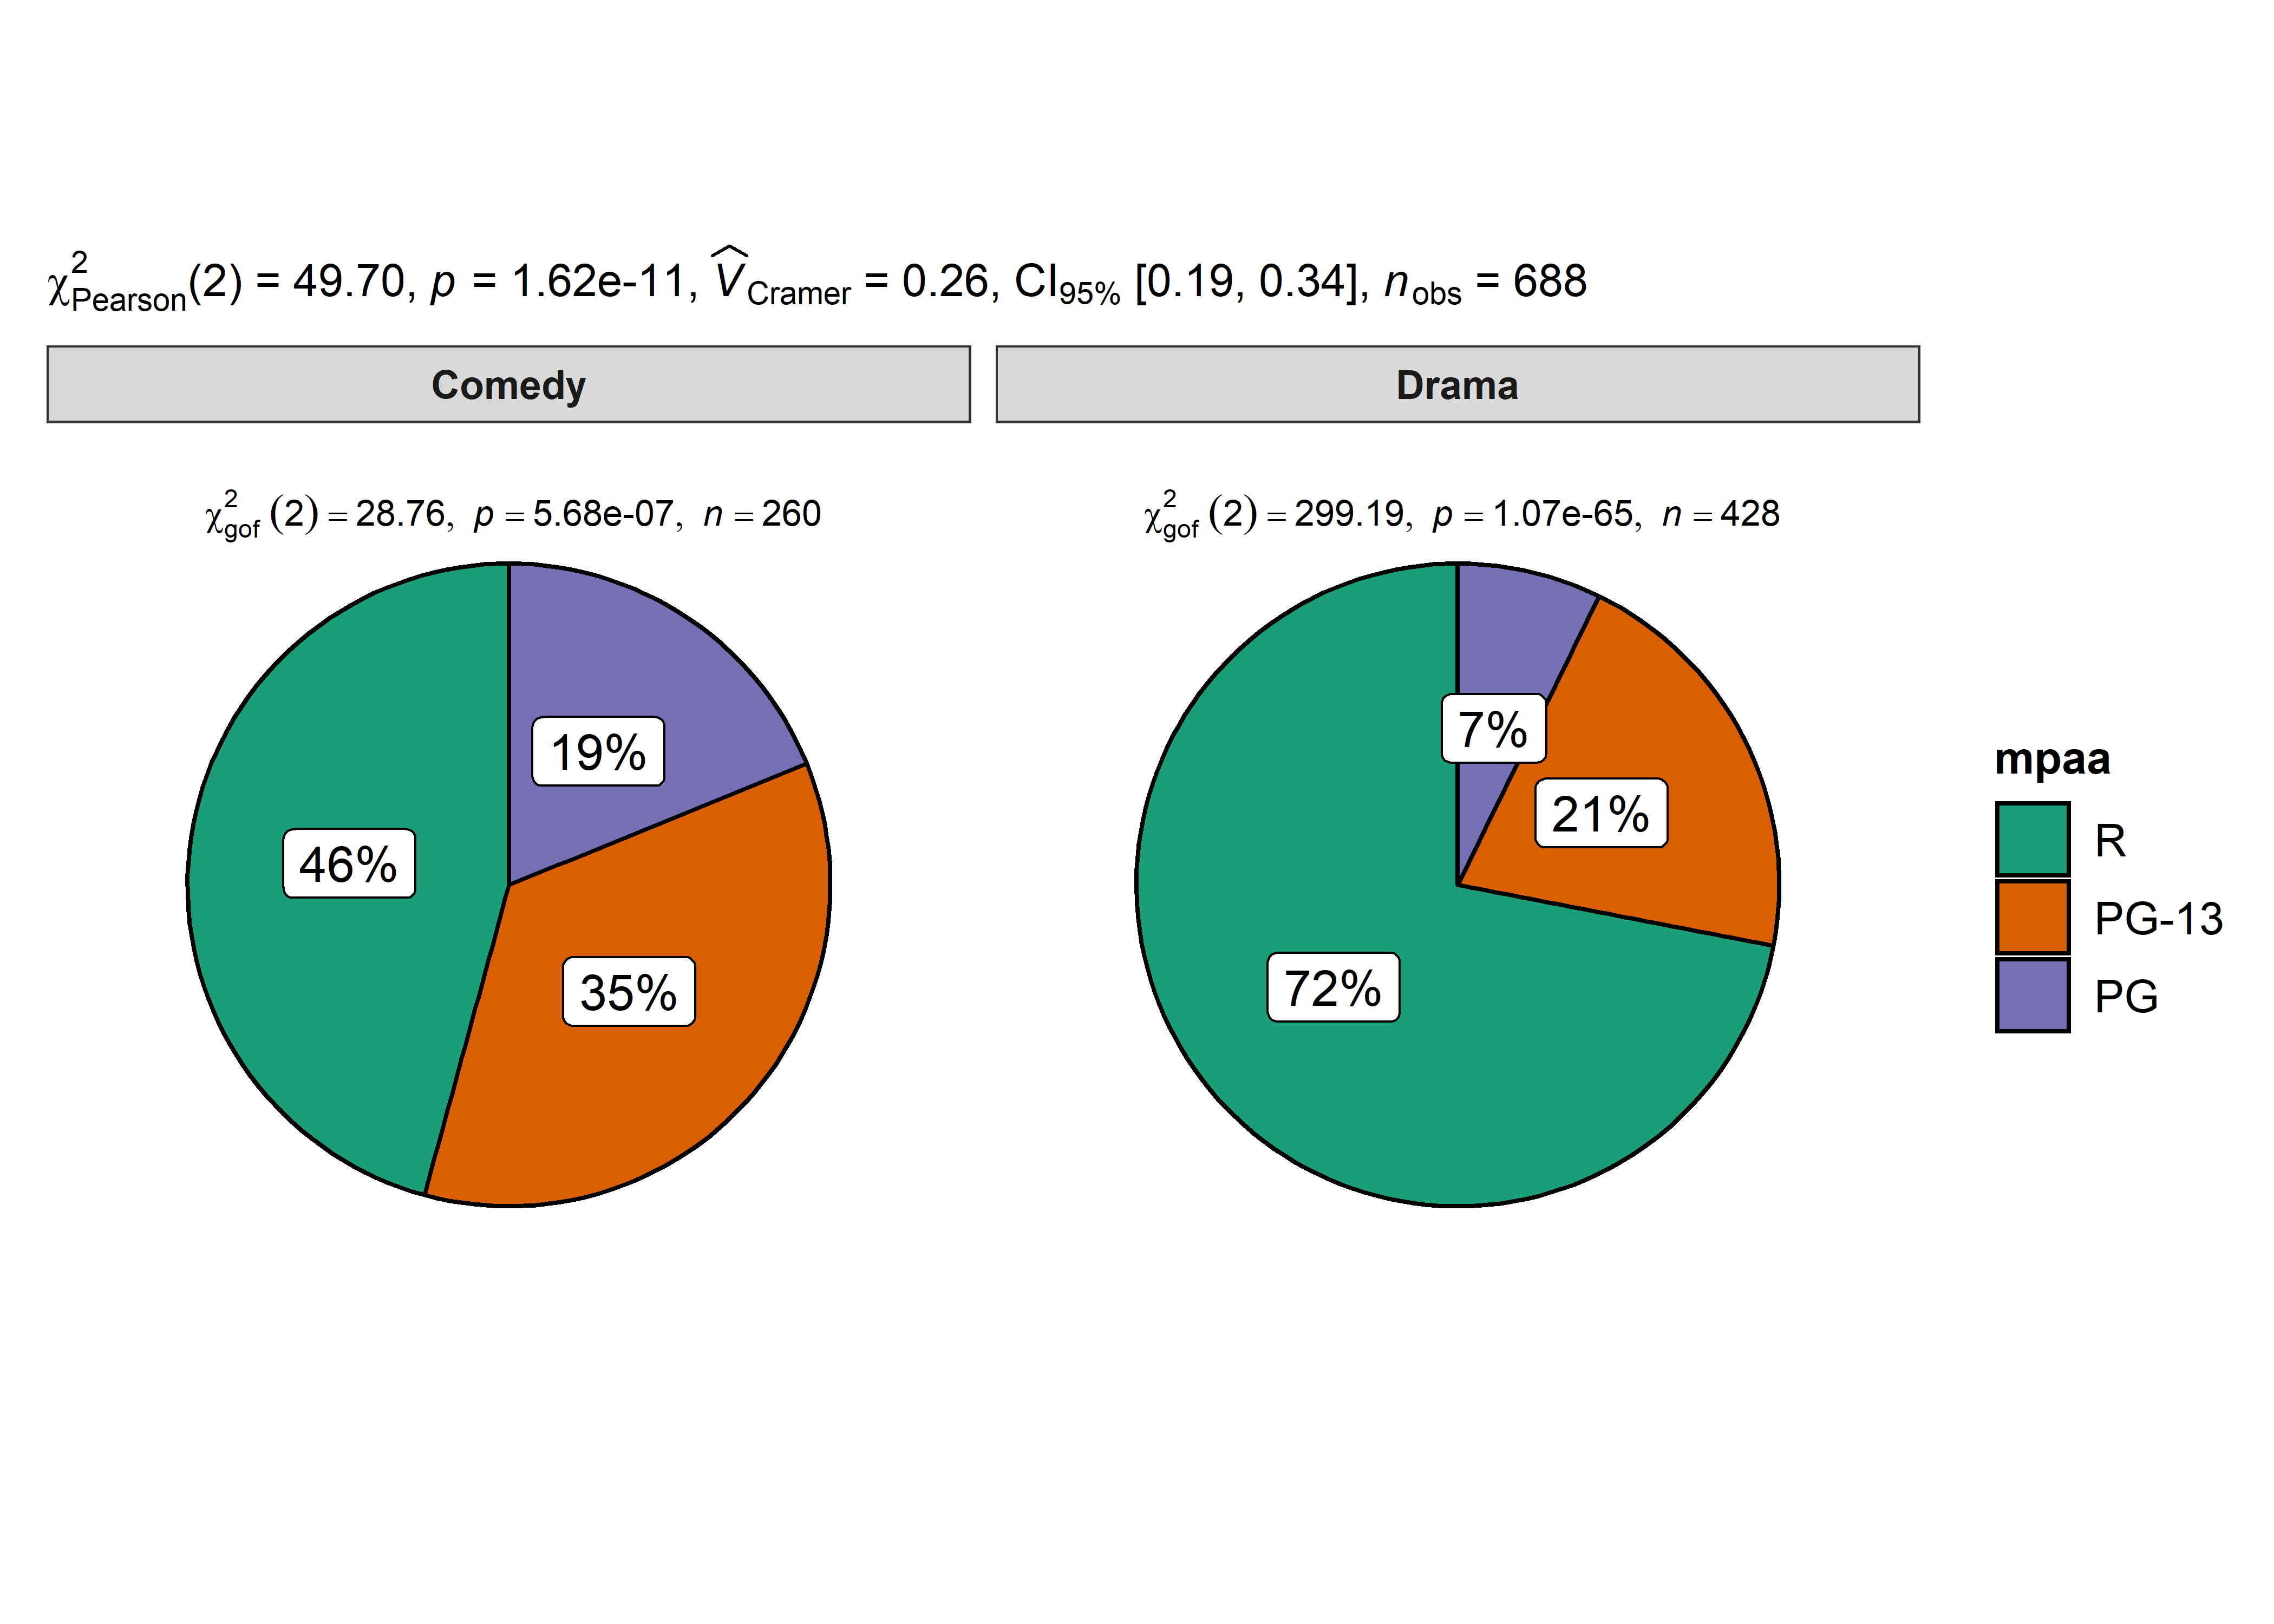 χ²Pearson(2) = 49.70, p = 1.62e-11, V̂Cramer = 0.26, CI95% [0.19, 0.34], nobs = 688
Comedy
Drama
χ²gof (2) = 28.76, p = 5.68e-07, n = 260
χ²gof (2) = 299.19, p = 1.07e-65, n = 428
19%
46%
35%
7%
21%
72%
mpaa
R
PG-13
PG